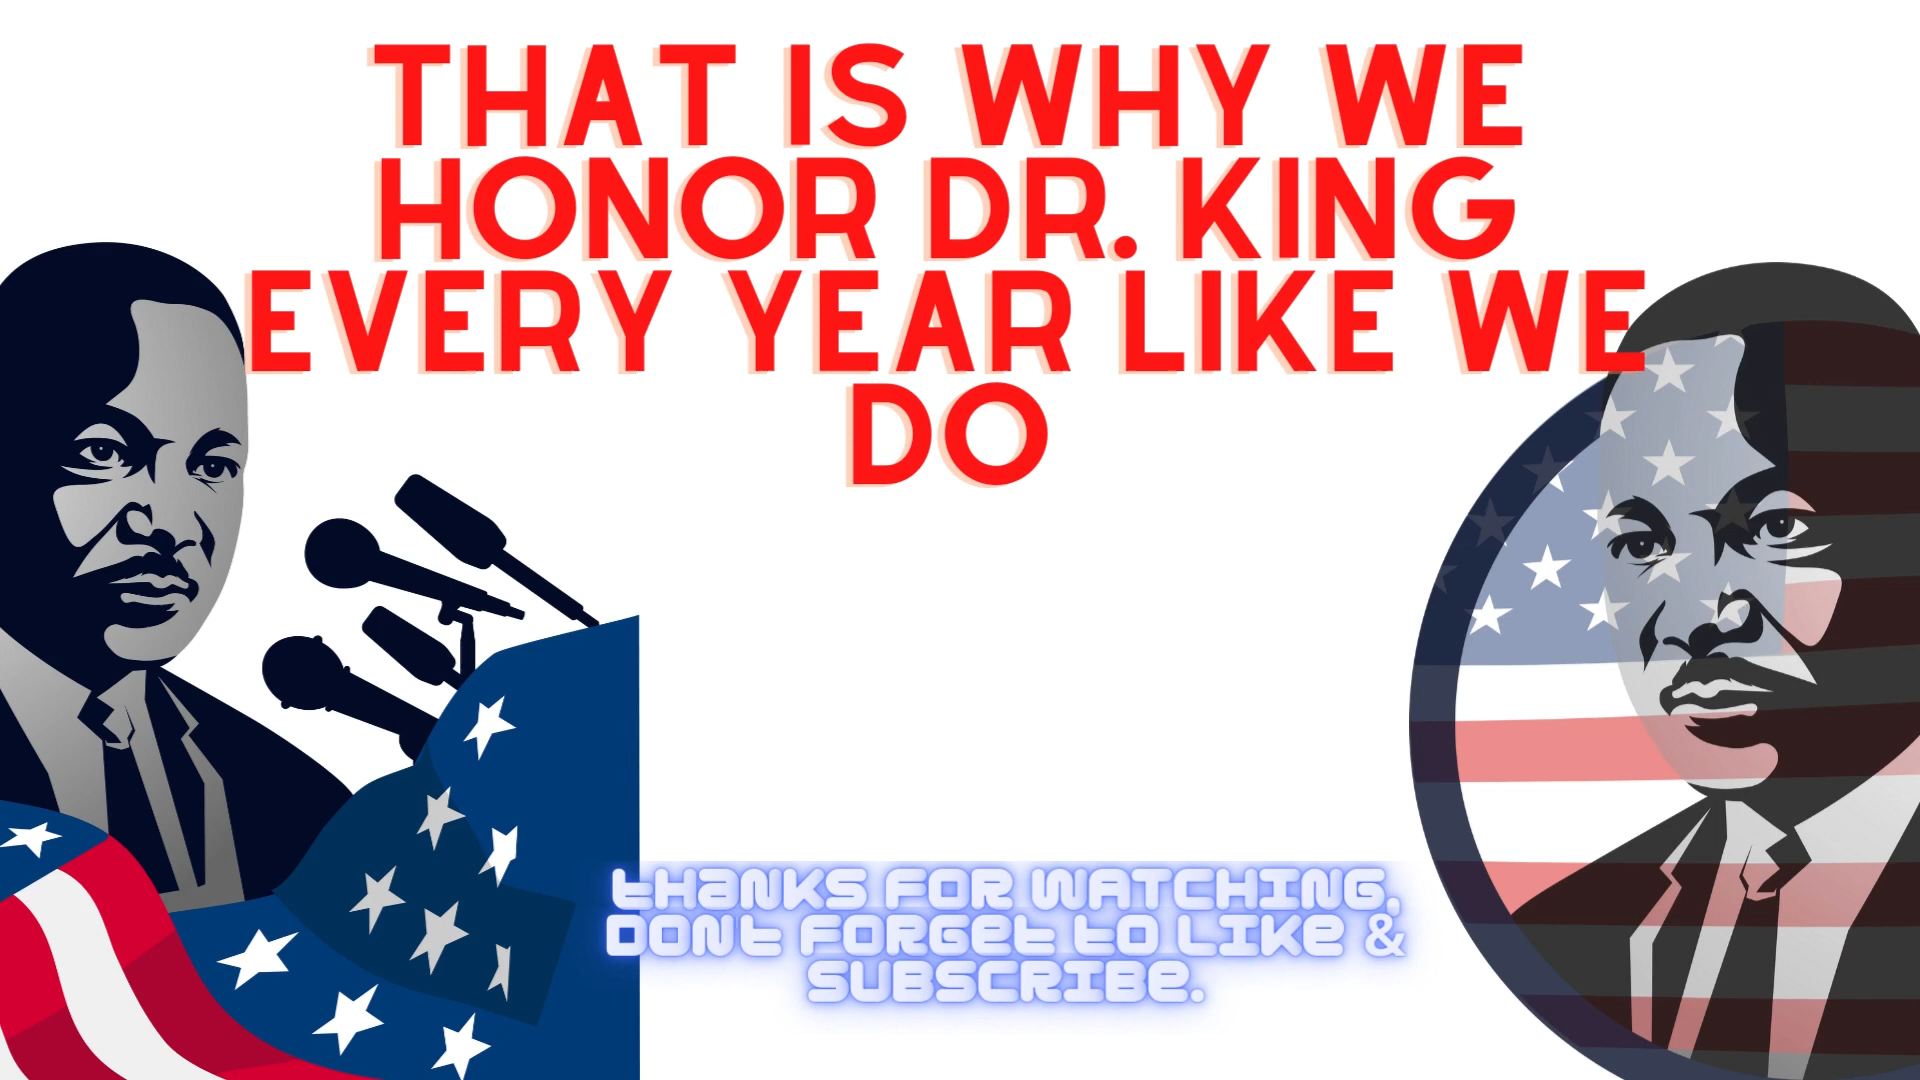 THAT IS WHY WE
HONOR DR. KING
EVERY YEAR LIKE WE
DO
THANKS FOR WATCHING,
DONT FORGET TO LIKE &
SUBSCRIBE.